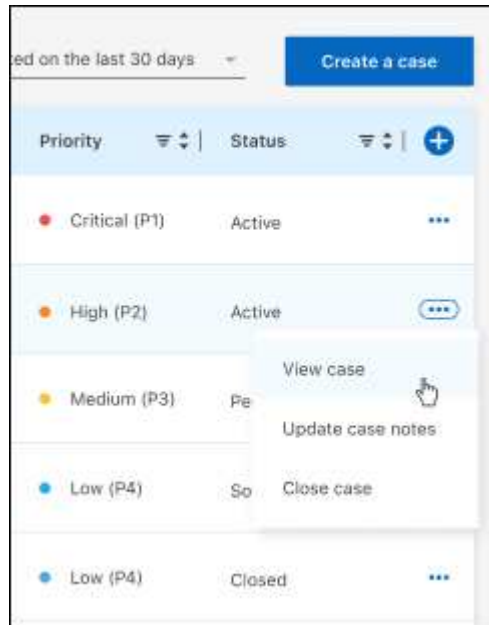 ted on the last 30 days
Create a case
Priority Status
Critical (P1) Active
High (P2) Active
View case
Medium (P3) Pe
Update case notes
Low (P4) So
Close case
Low (P4) Closed